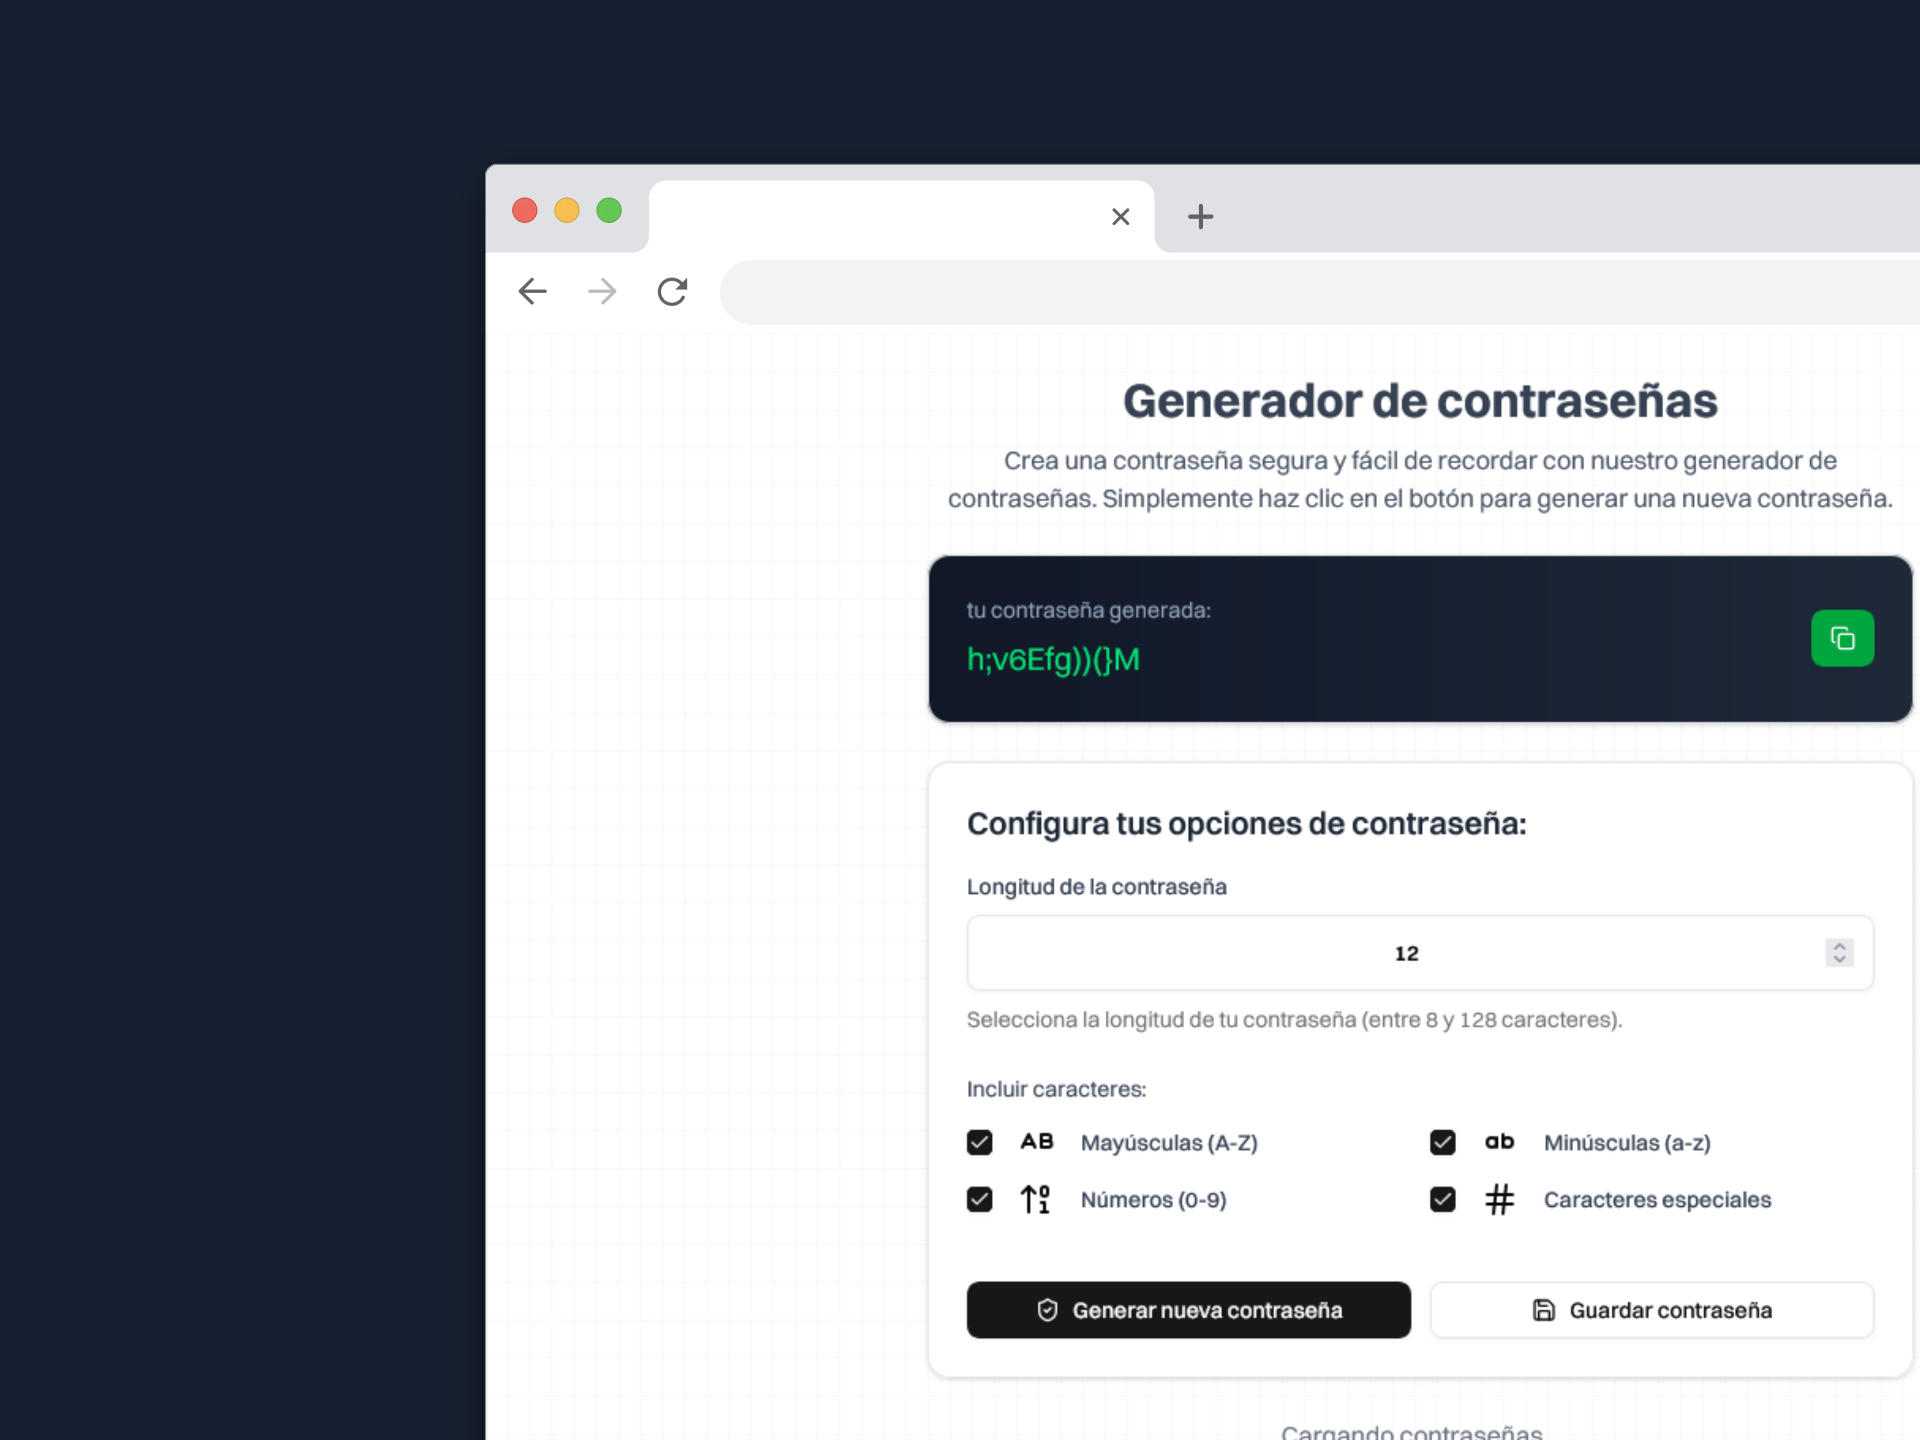 Generador de contraseñas
Crea una contraseña segura y fácil de recordar con nuestro generador de
contraseñas. Simplemente haz clic en el botón para generar una nueva contraseña.
tu contraseña generada:
h;v6Efg))(}M
Configura tus opciones de contraseña:
Longitud de la contraseña
12
Selecciona la longitud de tu contraseña (entre 8 y 128 caracteres).
Incluir caracteres:
AB Mayúsculas (A-Z)
ab Minúsculas (a-z)
01 Números (0-9)
# Caracteres especiales
Generar nueva contraseña
Guardar contraseña
Cargando contraseñas